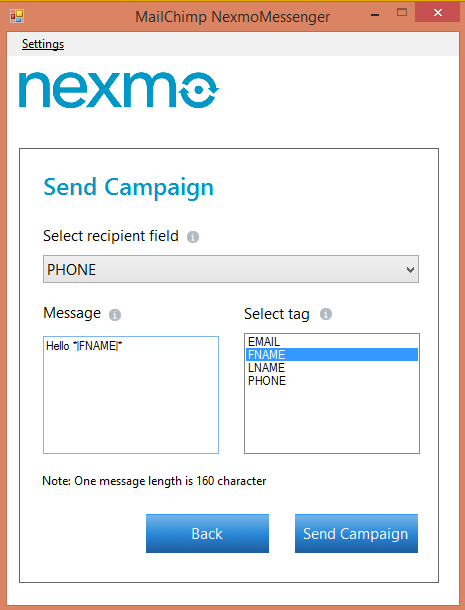 MailChimp NexmoMessenger
Settings
nexmo
Send Campaign
Select recipient field
PHONE
Message
Select tag
Hello *|FNAME|*
EMAIL
FNAME
LNAME
PHONE
Note: One message length is 160 character
Back
Send Campaign